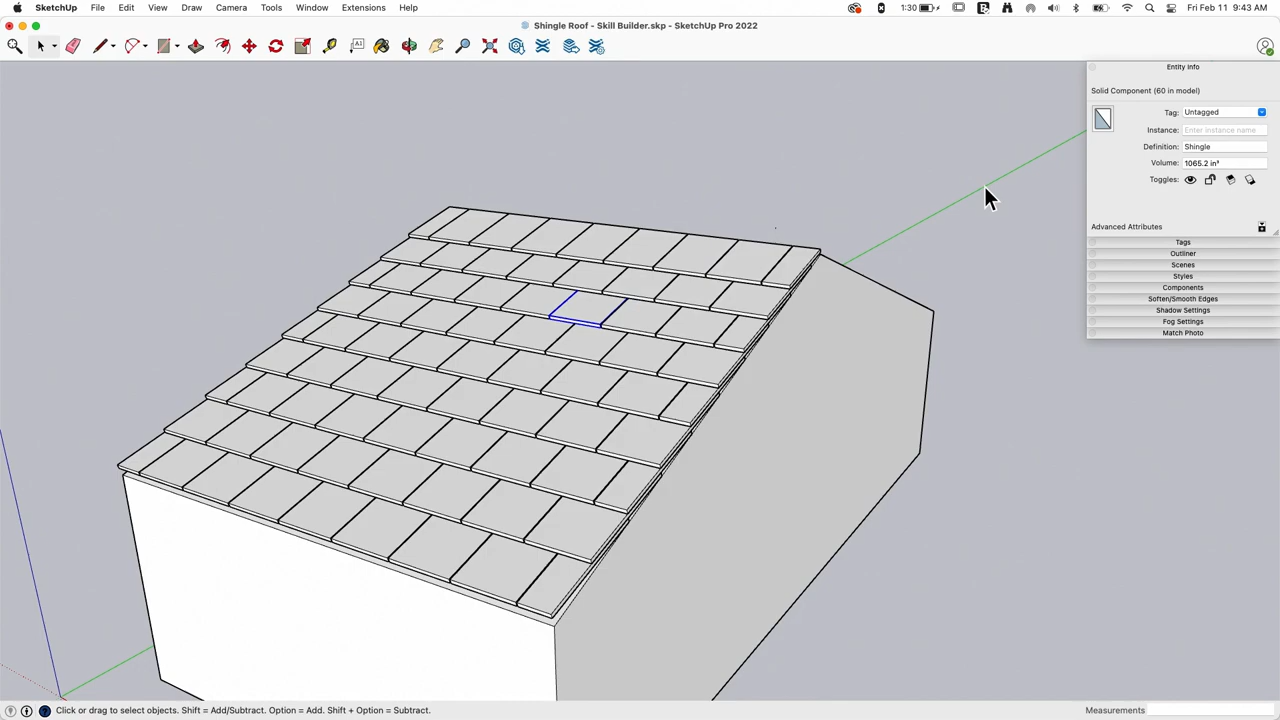 SketchUp File Edit View Draw Camera Tools Window Extensions Help 1:30 Fri Feb 11 9:43 AM
Shingle Roof - Skill Builder.skp - SketchUp Pro 2022
Entity Info
Solid Component (60 in model)
Tag: Untagged
Instance: Enter instance name
Definition: Shingle
Volume: 1065.2 in³
Toggles:
Advanced Attributes
Tags
Outliner
Scenes
Styles
Components
Soften/Smooth Edges
Shadow Settings
Fog Settings
Match Photo
Click or drag to select objects. Shift = Add/Subtract. Option = Add. Shift + Option = Subtract. Measurements